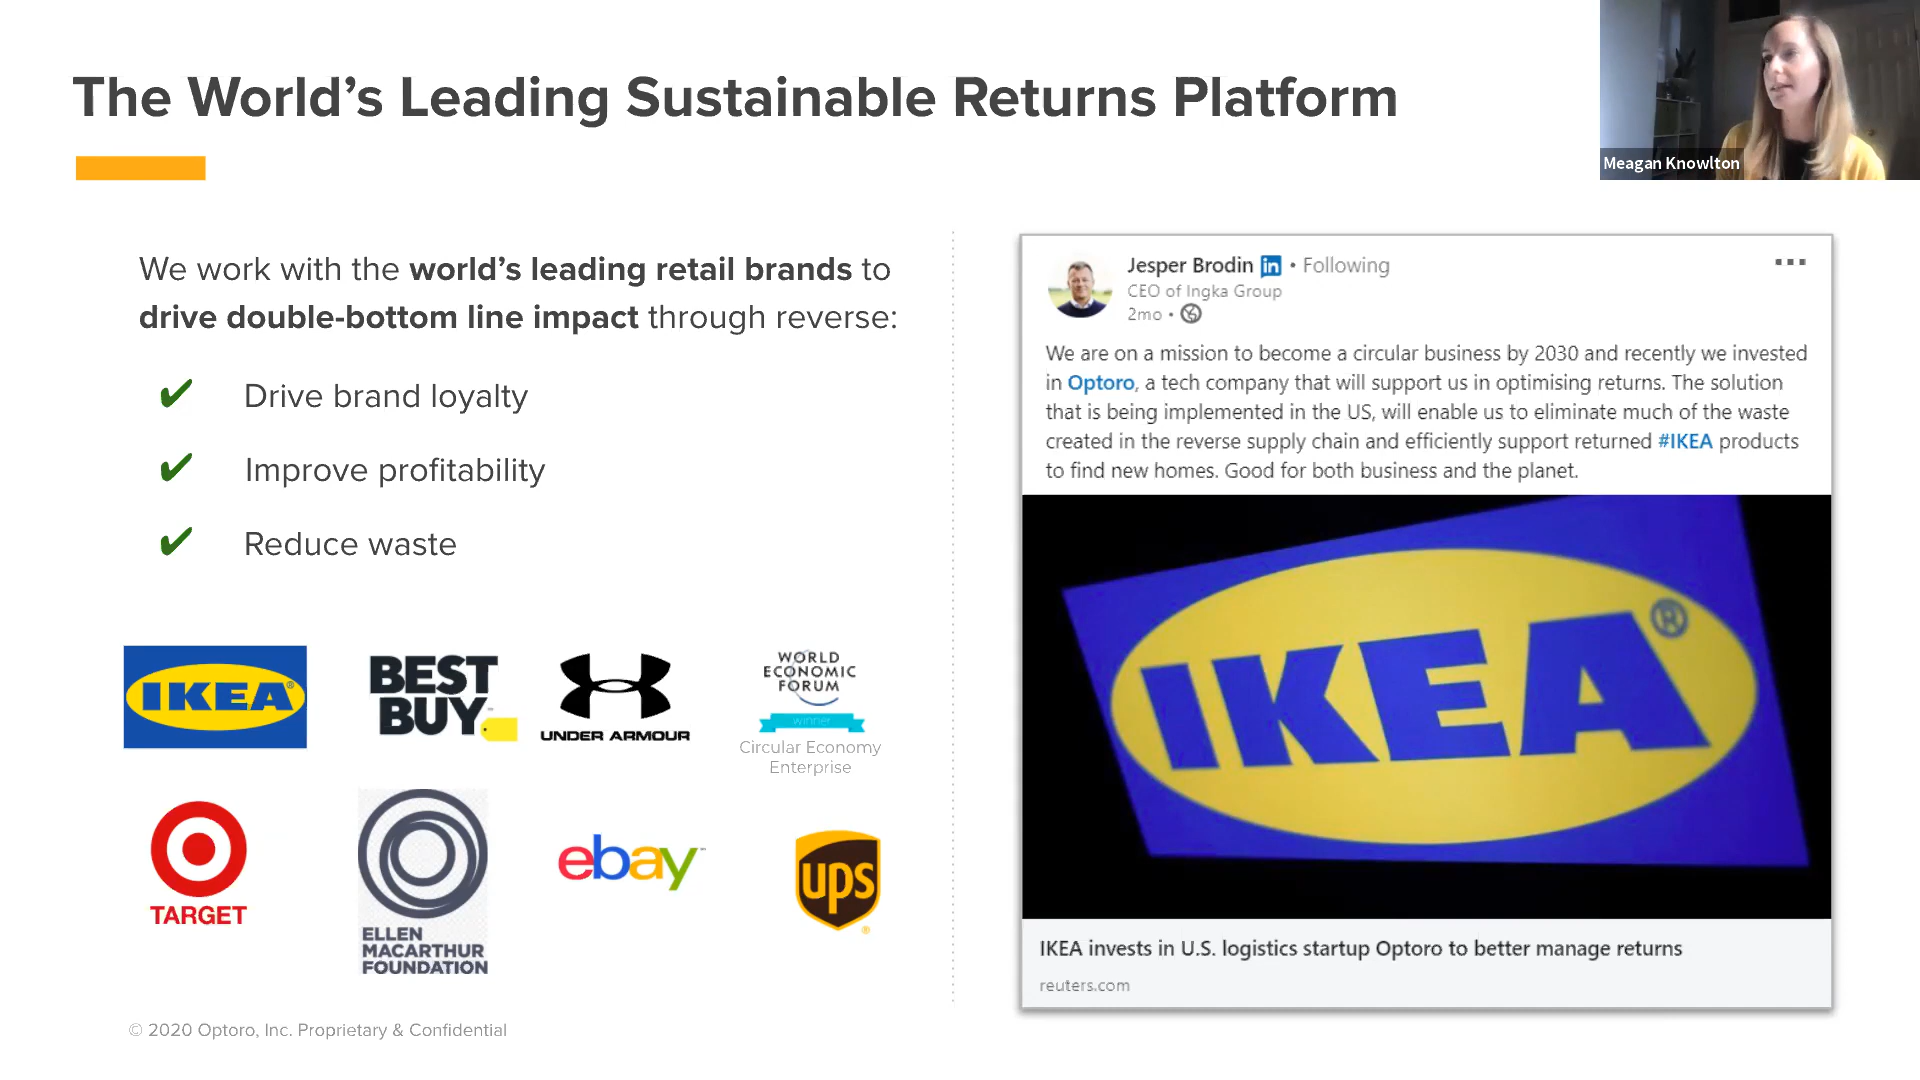 The World’s Leading Sustainable Returns Platform
Meagan Knowlton
We work with the world’s leading retail brands to
drive double-bottom line impact through reverse:
✔ Drive brand loyalty
✔ Improve profitability
✔ Reduce waste
IKEA®
BEST
BUY
UNDER ARMOUR
WORLD
ECONOMIC
FORUM
winner
Circular Economy
Enterprise
TARGET
ELLEN
MACARTHUR
FOUNDATION
ebay
ups
®
© 2020 Optoro, Inc. Proprietary & Confidential
Jesper Brodin in • Following
CEO of Ingka Group
2mo •
We are on a mission to become a circular business by 2030 and recently we invested
in Optoro, a tech company that will support us in optimising returns. The solution
that is being implemented in the US, will enable us to eliminate much of the waste
created in the reverse supply chain and efficiently support returned #IKEA products
to find new homes. Good for both business and the planet.
IKEA®
IKEA invests in U.S. logistics startup Optoro to better manage returns
reuters.com